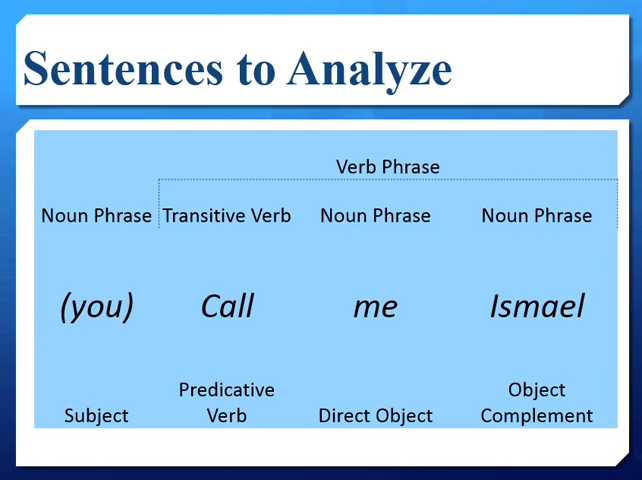 Sentences to Analyze
Verb Phrase
Noun Phrase Transitive Verb Noun Phrase Noun Phrase
(you) Call me Ismael
Predicative Object
Subject Verb Direct Object Complement